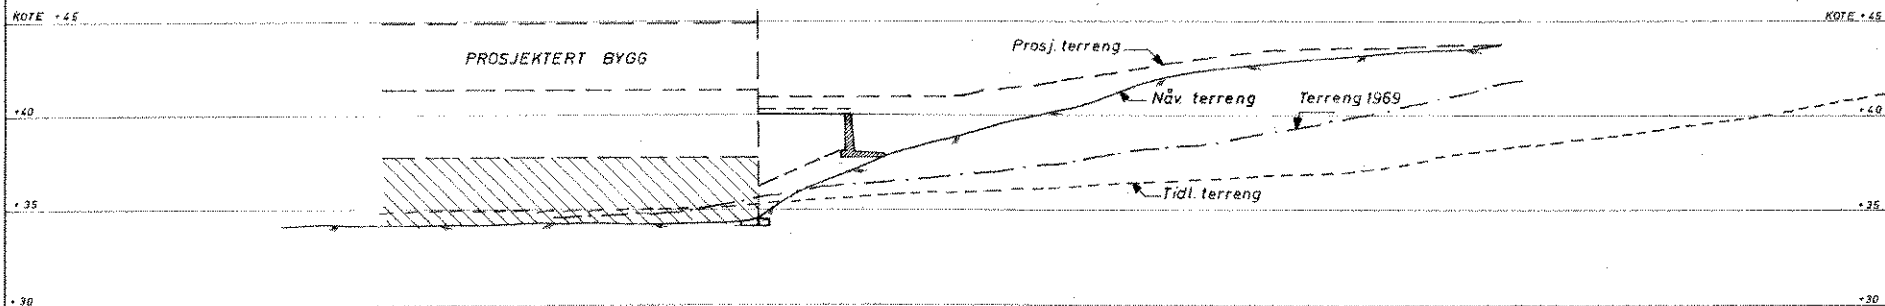 KOTE +45
KOTE +45
PROSJEKTERT BYGG
Prosj. terreng
Nåv. terreng
Terreng 1969
+40
+40
Tidl. terreng
+35
+35
+30
+30